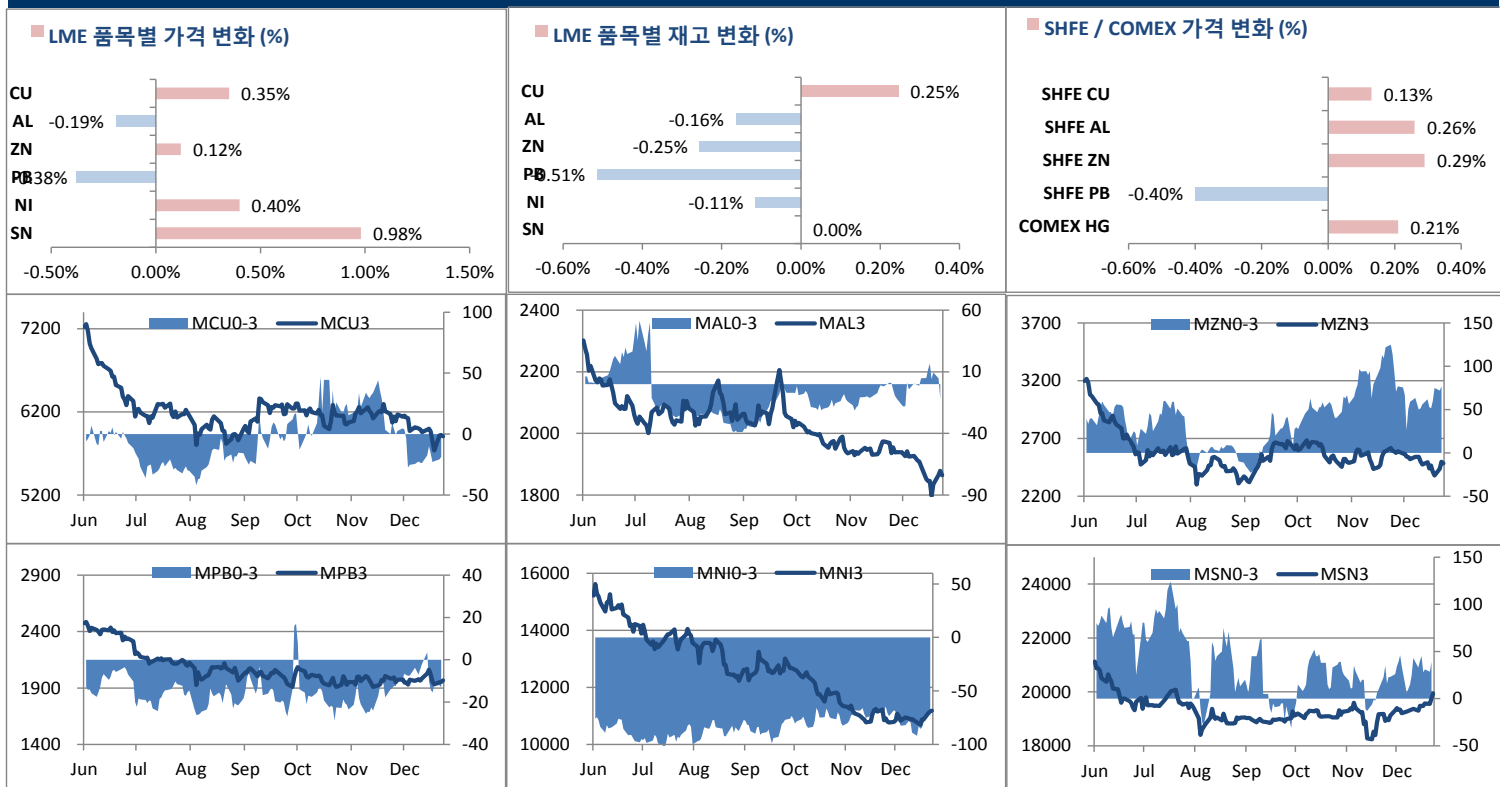 LME 품목별 가격 변화 (%)
CU 0.35%
AL -0.19%
ZN 0.12%
PB -0.38%
NI 0.40%
SN 0.98%
-0.50% 0.00% 0.50% 1.00% 1.50%
LME 품목별 재고 변화 (%)
CU 0.25%
AL -0.16%
ZN -0.25%
PB -0.51%
NI -0.11%
SN 0.00%
-0.60% -0.40% -0.20% 0.00% 0.20% 0.40%
SHFE / COMEX 가격 변화 (%)
SHFE CU 0.13%
SHFE AL 0.26%
SHFE ZN 0.29%
SHFE PB -0.40%
COMEX HG 0.21%
-0.60% -0.40% -0.20% 0.00% 0.20% 0.40%
MCU0-3 MCU3
7200
6200
5200
100
50
0
-50
Jun Jul Aug Sep Oct Nov Dec
MAL0-3 MAL3
2400
2200
2000
1800
60
10
-40
-90
Jun Jul Aug Sep Oct Nov Dec
MZN0-3 MZN3
3700
3200
2700
2200
150
100
50
0
-50
Jun Jul Aug Sep Oct Nov Dec
MPB0-3 MPB3
2900
2400
1900
1400
40
20
0
-20
-40
Jun Jul Aug Sep Oct Nov Dec
MNI0-3 MNI3
16000
14000
12000
10000
50
0
-50
-100
Jun Jul Aug Sep Oct Nov Dec
MSN0-3 MSN3
24000
22000
20000
18000
150
100
50
0
-50
Jun Jul Aug Sep Oct Nov Dec